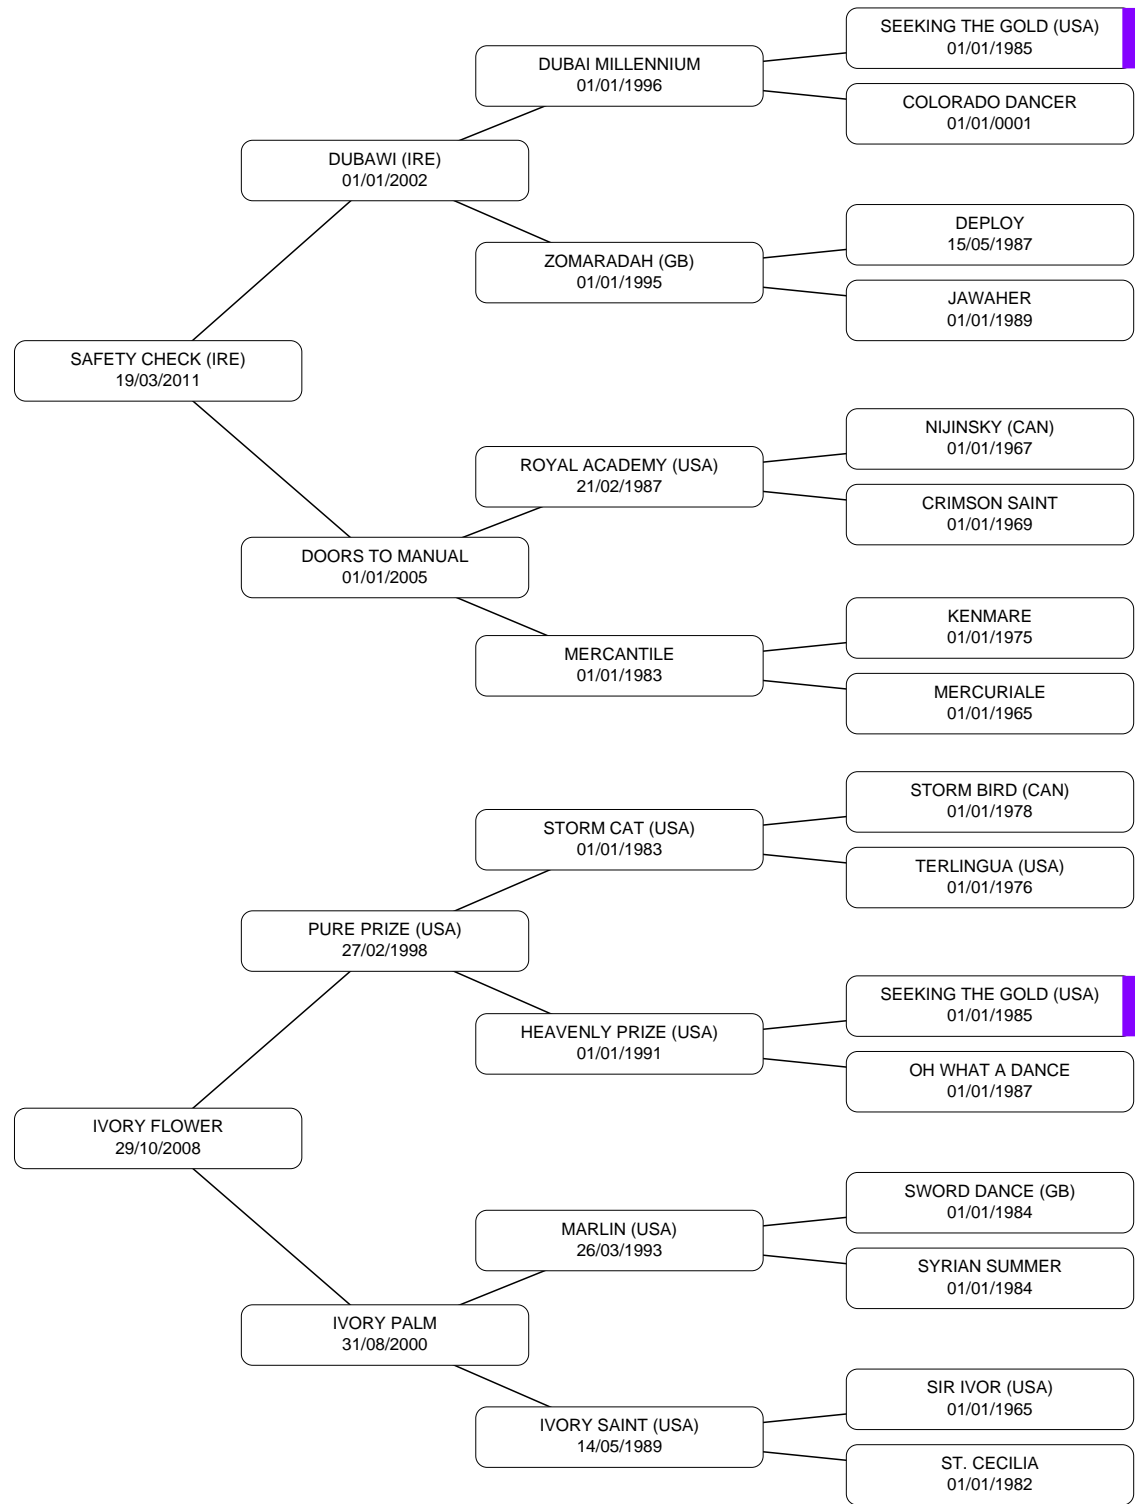 SEEKING THE GOLD (USA)
01/01/1985
DUBAI MILLENNIUM
01/01/1996
COLORADO DANCER
01/01/0001
DUBAWI (IRE)
01/01/2002
DEPLOY
15/05/1987
ZOMARADAH (GB)
01/01/1995
JAWAHER
01/01/1989
SAFETY CHECK (IRE)
19/03/2011
NIJINSKY (CAN)
01/01/1967
ROYAL ACADEMY (USA)
21/02/1987
CRIMSON SAINT
01/01/1969
DOORS TO MANUAL
01/01/2005
KENMARE
01/01/1975
MERCANTILE
01/01/1983
MERCURIALE
01/01/1965
STORM BIRD (CAN)
01/01/1978
STORM CAT (USA)
01/01/1983
TERLINGUA (USA)
01/01/1976
PURE PRIZE (USA)
27/02/1998
SEEKING THE GOLD (USA)
01/01/1985
HEAVENLY PRIZE (USA)
01/01/1991
OH WHAT A DANCE
01/01/1987
IVORY FLOWER
29/10/2008
SWORD DANCE (GB)
01/01/1984
MARLIN (USA)
26/03/1993
SYRIAN SUMMER
01/01/1984
IVORY PALM
31/08/2000
SIR IVOR (USA)
01/01/1965
IVORY SAINT (USA)
14/05/1989
ST. CECILIA
01/01/1982